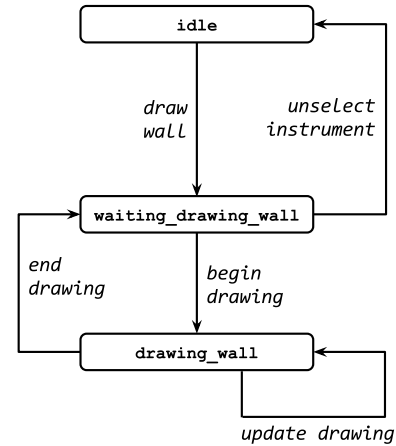 idle
draw
wall
unselect
instrument
waiting_drawing_wall
end
drawing
begin
drawing
drawing_wall
update drawing